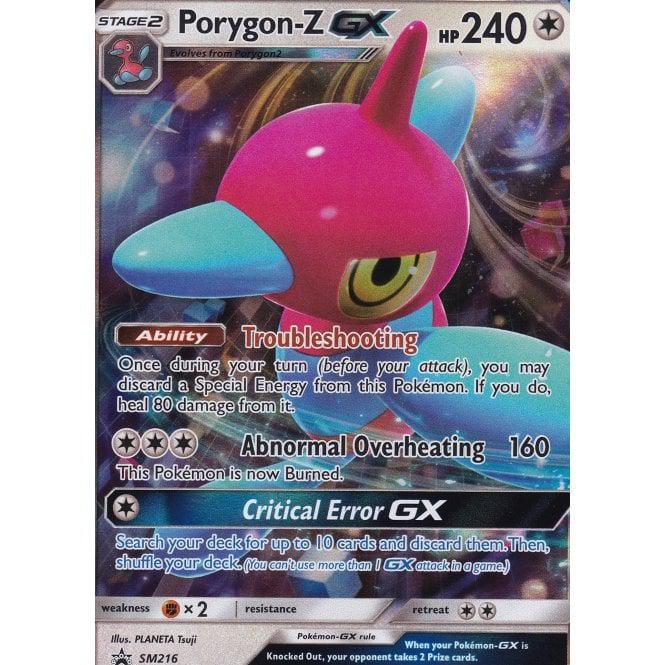 STAGE2 Porygon-Z GX HP 240
Evolves from Porygon2
Ability Troubleshooting
Once during your turn (before your attack), you may
discard a Special Energy from this Pokémon. If you do,
heal 80 damage from it.
Abnormal Overheating 160
This Pokémon is now Burned.
Critical Error GX
Search your deck for up to 10 cards and discard them. Then,
shuffle your deck. (You can't use more than 1 GX attack in a game.)
weakness ×2 resistance retreat
Illus. PLANETA Tsuji
SM216
Pokémon-GX rule
When your Pokémon-GX is
Knocked Out, your opponent takes 2 Prize cards.